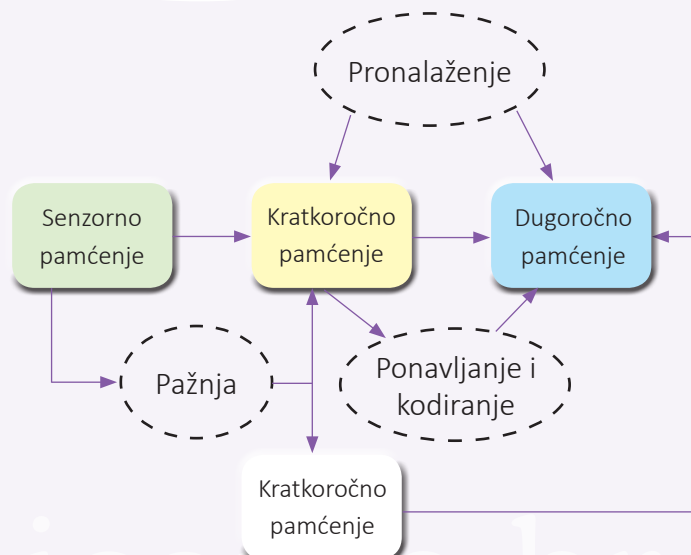 Pronalaženje
Senzorno
pamćenje
Kratkoročno
pamćenje
Dugoročno
pamćenje
Pažnja
Ponavljanje i
kodiranje
Kratkoročno
pamćenje